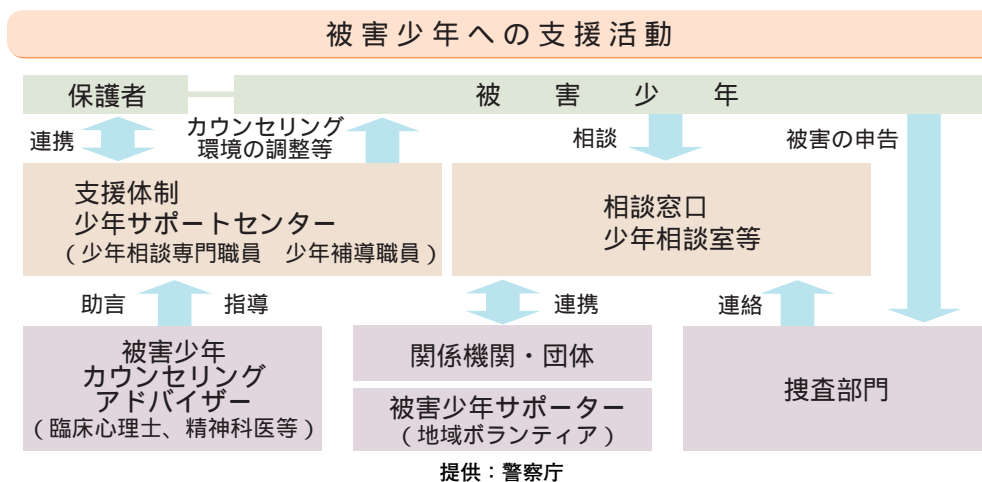 被害少年への支援活動
保護者
被害少年
連携
カウンセリング
環境の調整等
相談
被害の申告
支援体制
少年サポートセンター
（少年相談専門職員　少年補導職員）
相談窓口
少年相談室等
助言
指導
連携
連絡
被害少年
カウンセリング
アドバイザー
（臨床心理士、精神科医等）
関係機関・団体
被害少年サポーター
（地域ボランティア）
捜査部門
提供：警察庁